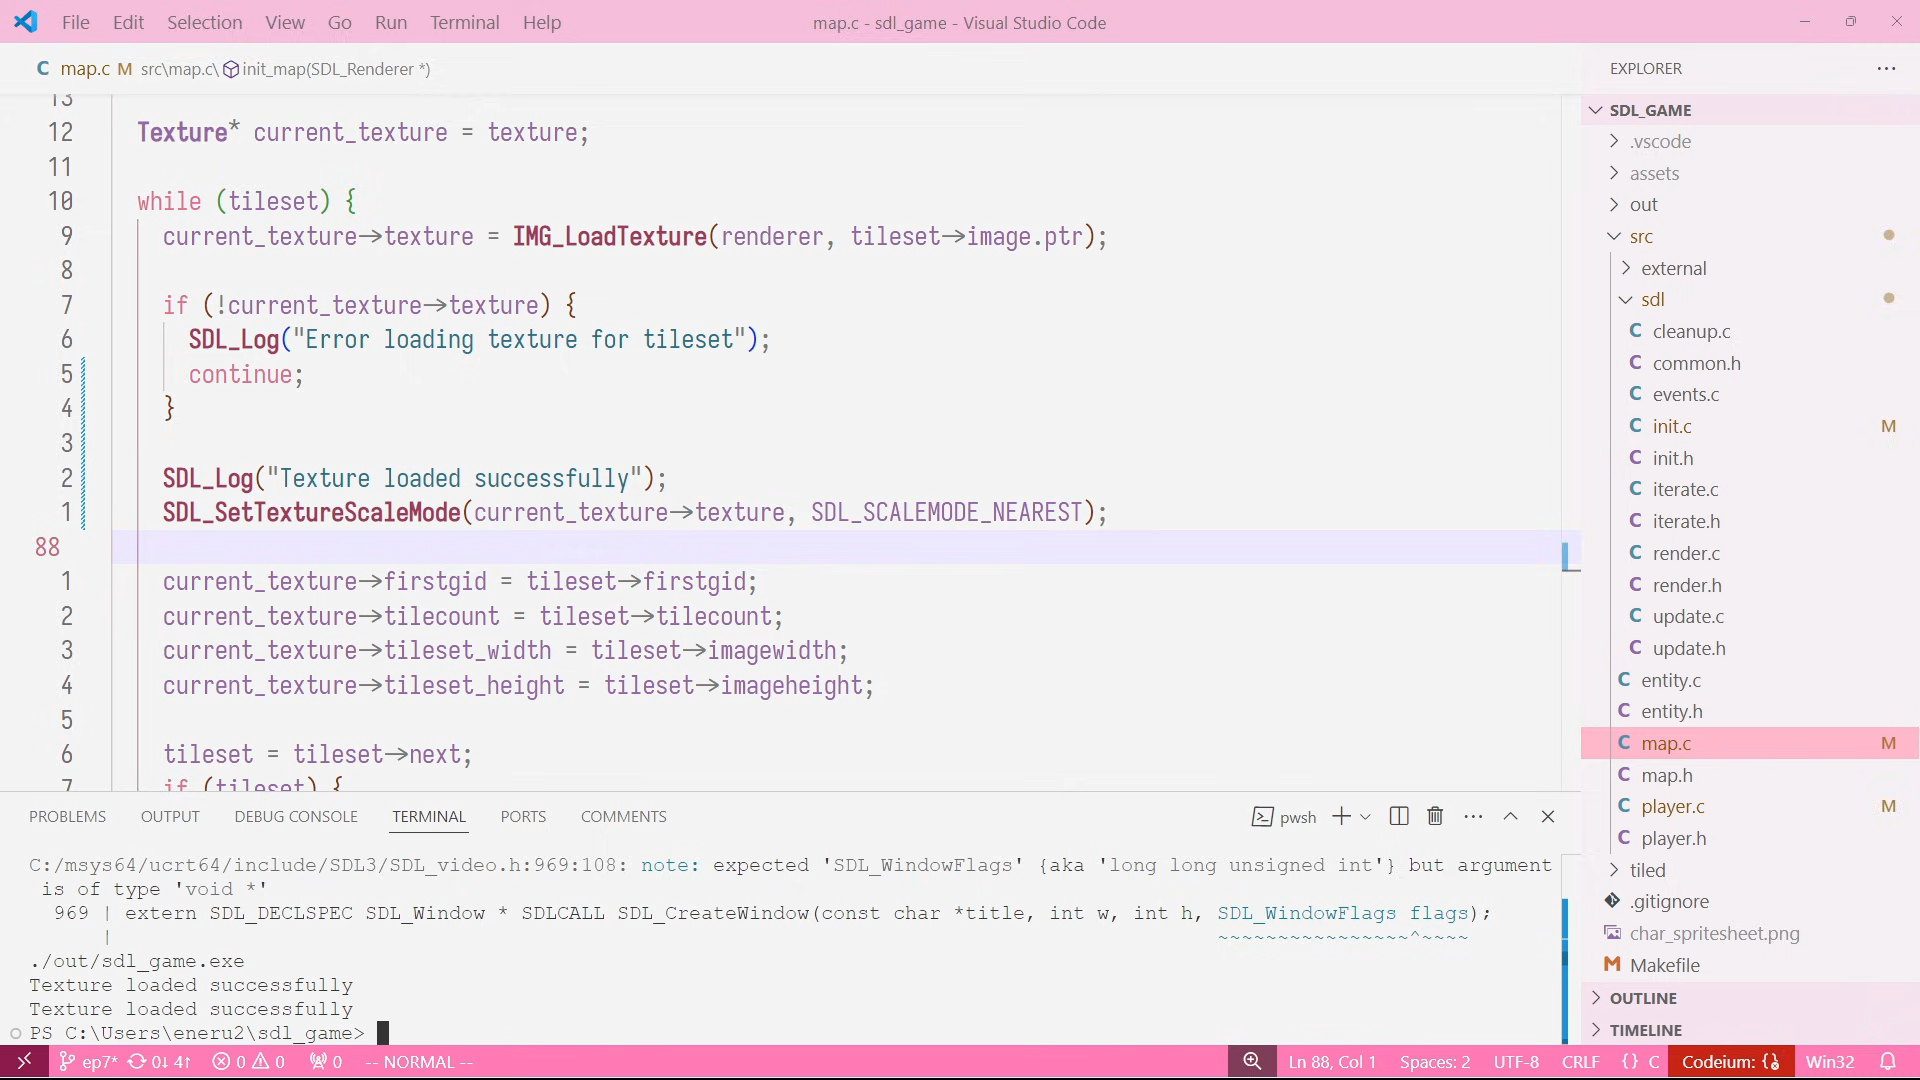 File Edit Selection View Go Run Terminal Help
map.c - sdl_game - Visual Studio Code
C map.c M src\map.c\ init_map(SDL_Renderer *)
13
12 Texture* current_texture = texture;
11
10 while (tileset) {
9 current_texture->texture = IMG_LoadTexture(renderer, tileset->image.ptr);
8
7 if (!current_texture->texture) {
6 SDL_Log("Error loading texture for tileset");
5 continue;
4 }
3
2 SDL_Log("Texture loaded successfully");
1 SDL_SetTextureScaleMode(current_texture->texture, SDL_SCALEMODE_NEAREST);
88
1 current_texture->firstgid = tileset->firstgid;
2 current_texture->tilecount = tileset->tilecount;
3 current_texture->tileset_width = tileset->imagewidth;
4 current_texture->tileset_height = tileset->imageheight;
5
6 tileset = tileset->next;
7 if (tileset) {
PROBLEMS OUTPUT DEBUG CONSOLE TERMINAL PORTS COMMENTS
pwsh
C:/msys64/ucrt64/include/SDL3/SDL_video.h:969:108: note: expected 'SDL_WindowFlags' {aka 'long long unsigned int'} but argument
is of type 'void *'
969 | extern SDL_DECLSPEC SDL_Window * SDLCALL SDL_CreateWindow(const char *title, int w, int h, SDL_WindowFlags flags);
| ~~~~~~~~~~~~~~~~^~~~~
./out/sdl_game.exe
Texture loaded successfully
Texture loaded successfully
PS C:\Users\eneru2\sdl_game>
EXPLORER
SDL_GAME
.vscode
assets
out
src
external
sdl
C cleanup.c
C common.h
C events.c
C init.c M
C init.h
C iterate.c
C iterate.h
C render.c
C render.h
C update.c
C update.h
C entity.c
C entity.h
C map.c M
C map.h
C player.c M
C player.h
tiled
.gitignore
char_spritesheet.png
M Makefile
OUTLINE
TIMELINE
ep7* 0↓ 4↑ 0 0 0 -- NORMAL --
Ln 88, Col 1 Spaces: 2 UTF-8 CRLF {} C Codeium: {} Win32